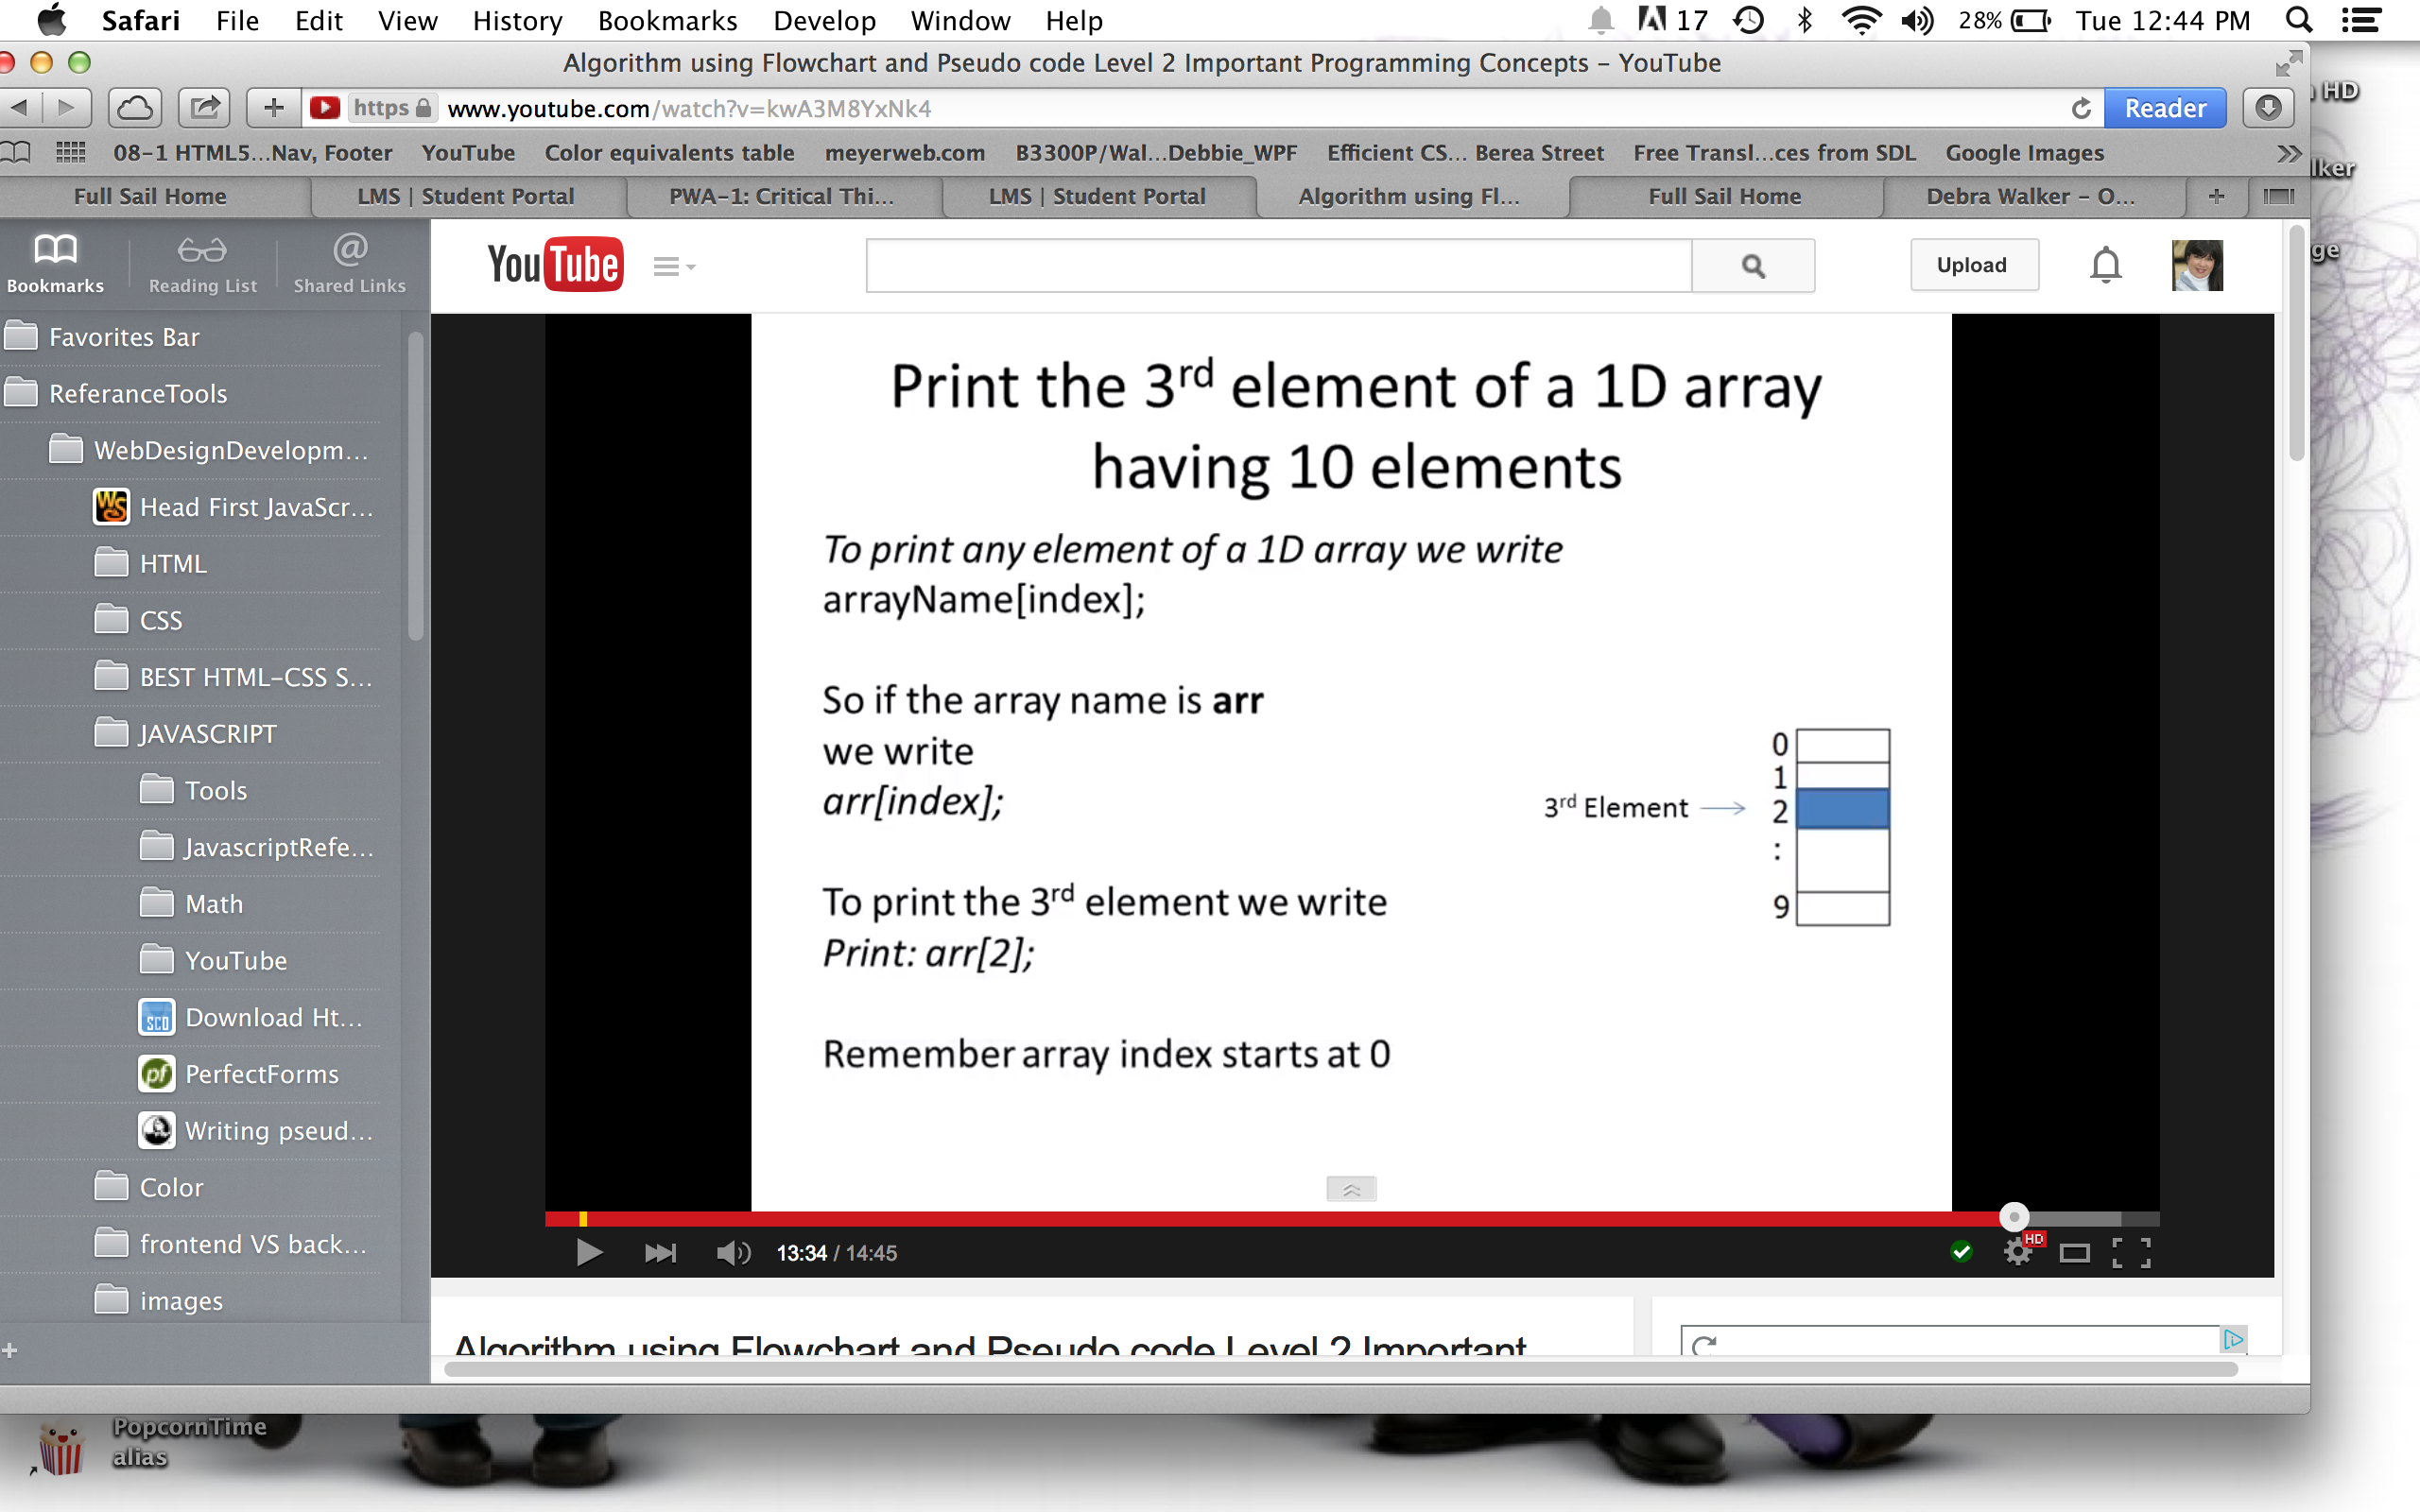 Safari File Edit View History Bookmarks Develop Window Help 17 28% Tue 12:44 PM
Algorithm using Flowchart and Pseudo code Level 2 Important Programming Concepts – YouTube
https www.youtube.com/watch?v=kwA3M8YxNk4 Reader
08-1 HTML5...Nav, Footer YouTube Color equivalents table meyerweb.com B3300P/Wal...Debbie_WPF Efficient CS... Berea Street Free Transl...ces from SDL Google Images
Full Sail Home LMS | Student Portal PWA-1: Critical Thi... LMS | Student Portal Algorithm using Fl... Full Sail Home Debra Walker – O...
HD
lker
ge
Bookmarks Reading List Shared Links
YouTube Upload
Favorites Bar
ReferanceTools
WebDesignDevelopm...
Head First JavaScr...
HTML
CSS
BEST HTML-CSS S...
JAVASCRIPT
Tools
JavascriptRefe...
Math
YouTube
Download Ht...
PerfectForms
Writing pseud...
Color
frontend VS back...
images
Print the 3rd element of a 1D array
having 10 elements
To print any element of a 1D array we write
arrayName[index];
So if the array name is arr
we write
arr[index];
To print the 3rd element we write
Print: arr[2];
Remember array index starts at 0
3rd Element
0
1
2
:
9
13:34 / 14:45
HD
Algorithm using Flowchart and Pseudo code Level 2 Important
PopcornTime
alias